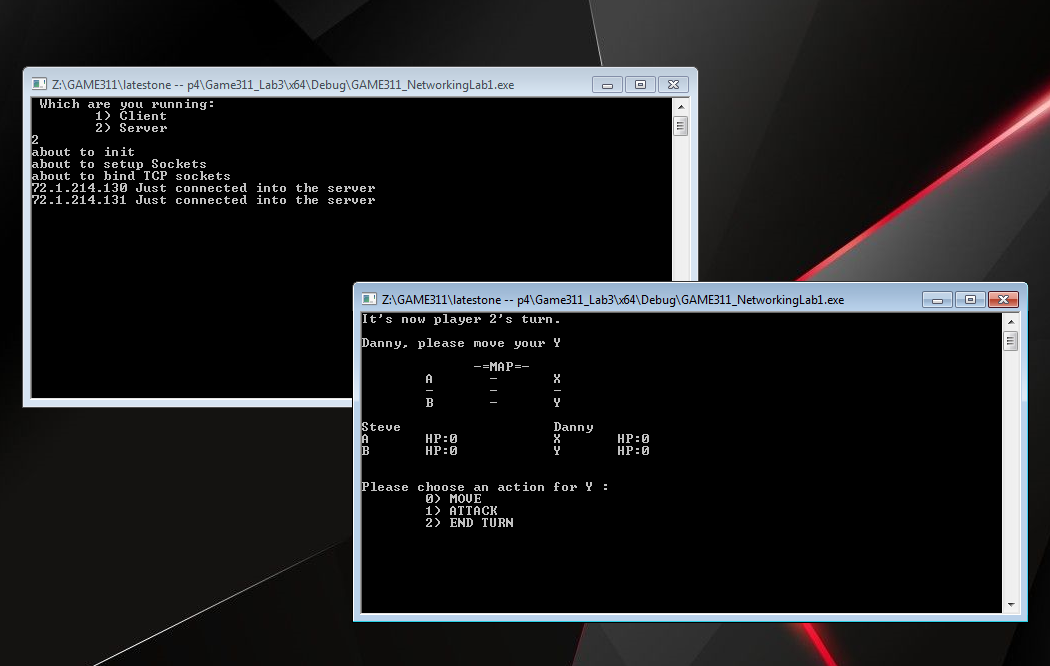 Z:\GAME311\latestone -- p4\Game311_Lab3\x64\Debug\GAME311_NetworkingLab1.exe
Which are you running:
1) Client
2) Server
2
about to init
about to setup Sockets
about to bind TCP sockets
72.1.214.130 Just connected into the server
72.1.214.131 Just connected into the server
Z:\GAME311\latestone -- p4\Game311_Lab3\x64\Debug\GAME311_NetworkingLab1.exe
It's now player 2's turn.
Danny, please move your Y
-=MAP=-
A - X
- - -
B - Y
Steve Danny
A HP:0 X HP:0
B HP:0 Y HP:0
Please choose an action for Y :
0) MOVE
1) ATTACK
2) END TURN